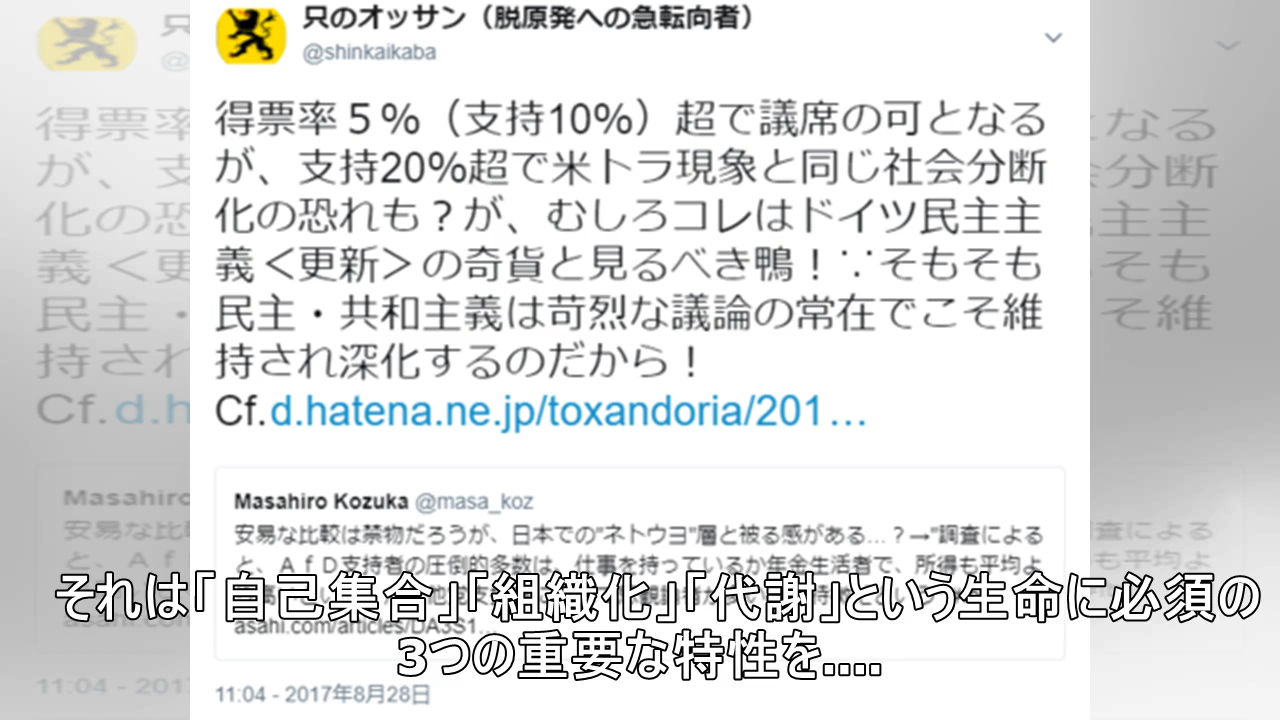 只のオッサン（脱原発への急転向者）
@shinkaikaba
得票率５%（支持10%）超で議席の可となる
が、支持20%超で米トラ現象と同じ社会分断
化の恐れも？が、むしろコレはドイツ民主主
義＜更新＞の奇貨と見るべき鴨！∵そもそも
民主・共和主義は苛烈な議論の常在でこそ維
持され深化するのだから！
Cf.d.hatena.ne.jp/toxandoria/201…
Masahiro Kozuka @masa_koz
安易な比較は禁物だろうが、日本での"ネトウヨ"層と被る感がある…？→"調査による
と、ＡｆＤ支持者の圧倒的多数は、仕事を持っているか年金生活者で、所得も平均よ
asahi.com/articles/DA3S1…
それは「自己集合」「組織化」「代謝」という生命に必須の
3つの重要な特性を....
11:04 - 2017年8月28日